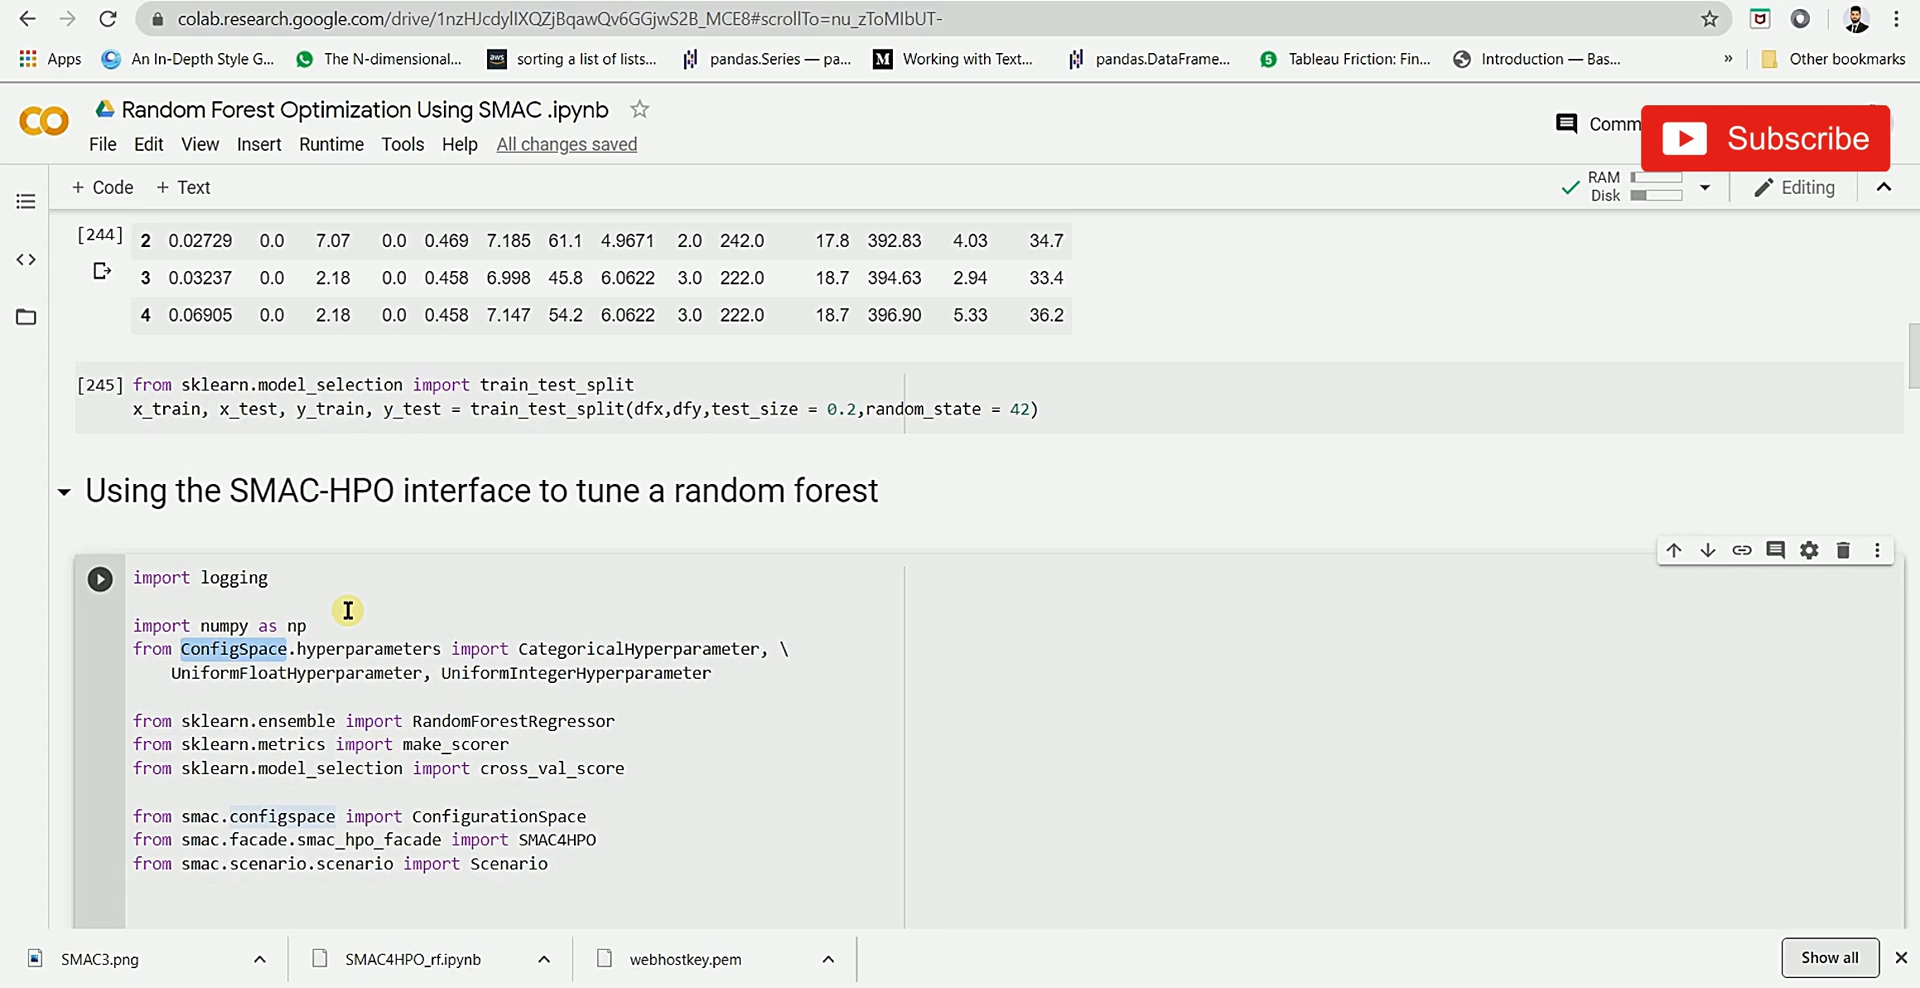 colab.research.google.com/drive/1nzHJcdylIXQZjBqawQv6GGjwS2B_MCE8#scrollTo=nu_zToMIbUT-
Apps An In-Depth Style G... The N-dimensional... aws sorting a list of lists... pandas.Series — pa... M Working with Text... pandas.DataFrame... Tableau Friction: Fin... Introduction — Bas... » Other bookmarks
CO Random Forest Optimization Using SMAC .ipynb
Comm Subscribe
File Edit View Insert Runtime Tools Help All changes saved
+ Code + Text RAM Disk Editing
[244] 2 0.02729 0.0 7.07 0.0 0.469 7.185 61.1 4.9671 2.0 242.0 17.8 392.83 4.03 34.7
3 0.03237 0.0 2.18 0.0 0.458 6.998 45.8 6.0622 3.0 222.0 18.7 394.63 2.94 33.4
4 0.06905 0.0 2.18 0.0 0.458 7.147 54.2 6.0622 3.0 222.0 18.7 396.90 5.33 36.2
[245] from sklearn.model_selection import train_test_split
x_train, x_test, y_train, y_test = train_test_split(dfx,dfy,test_size = 0.2,random_state = 42)
Using the SMAC-HPO interface to tune a random forest
import logging
import numpy as np
from ConfigSpace.hyperparameters import CategoricalHyperparameter, \
UniformFloatHyperparameter, UniformIntegerHyperparameter
from sklearn.ensemble import RandomForestRegressor
from sklearn.metrics import make_scorer
from sklearn.model_selection import cross_val_score
from smac.configspace import ConfigurationSpace
from smac.facade.smac_hpo_facade import SMAC4HPO
from smac.scenario.scenario import Scenario
SMAC3.png SMAC4HPO_rf.ipynb webhostkey.pem Show all